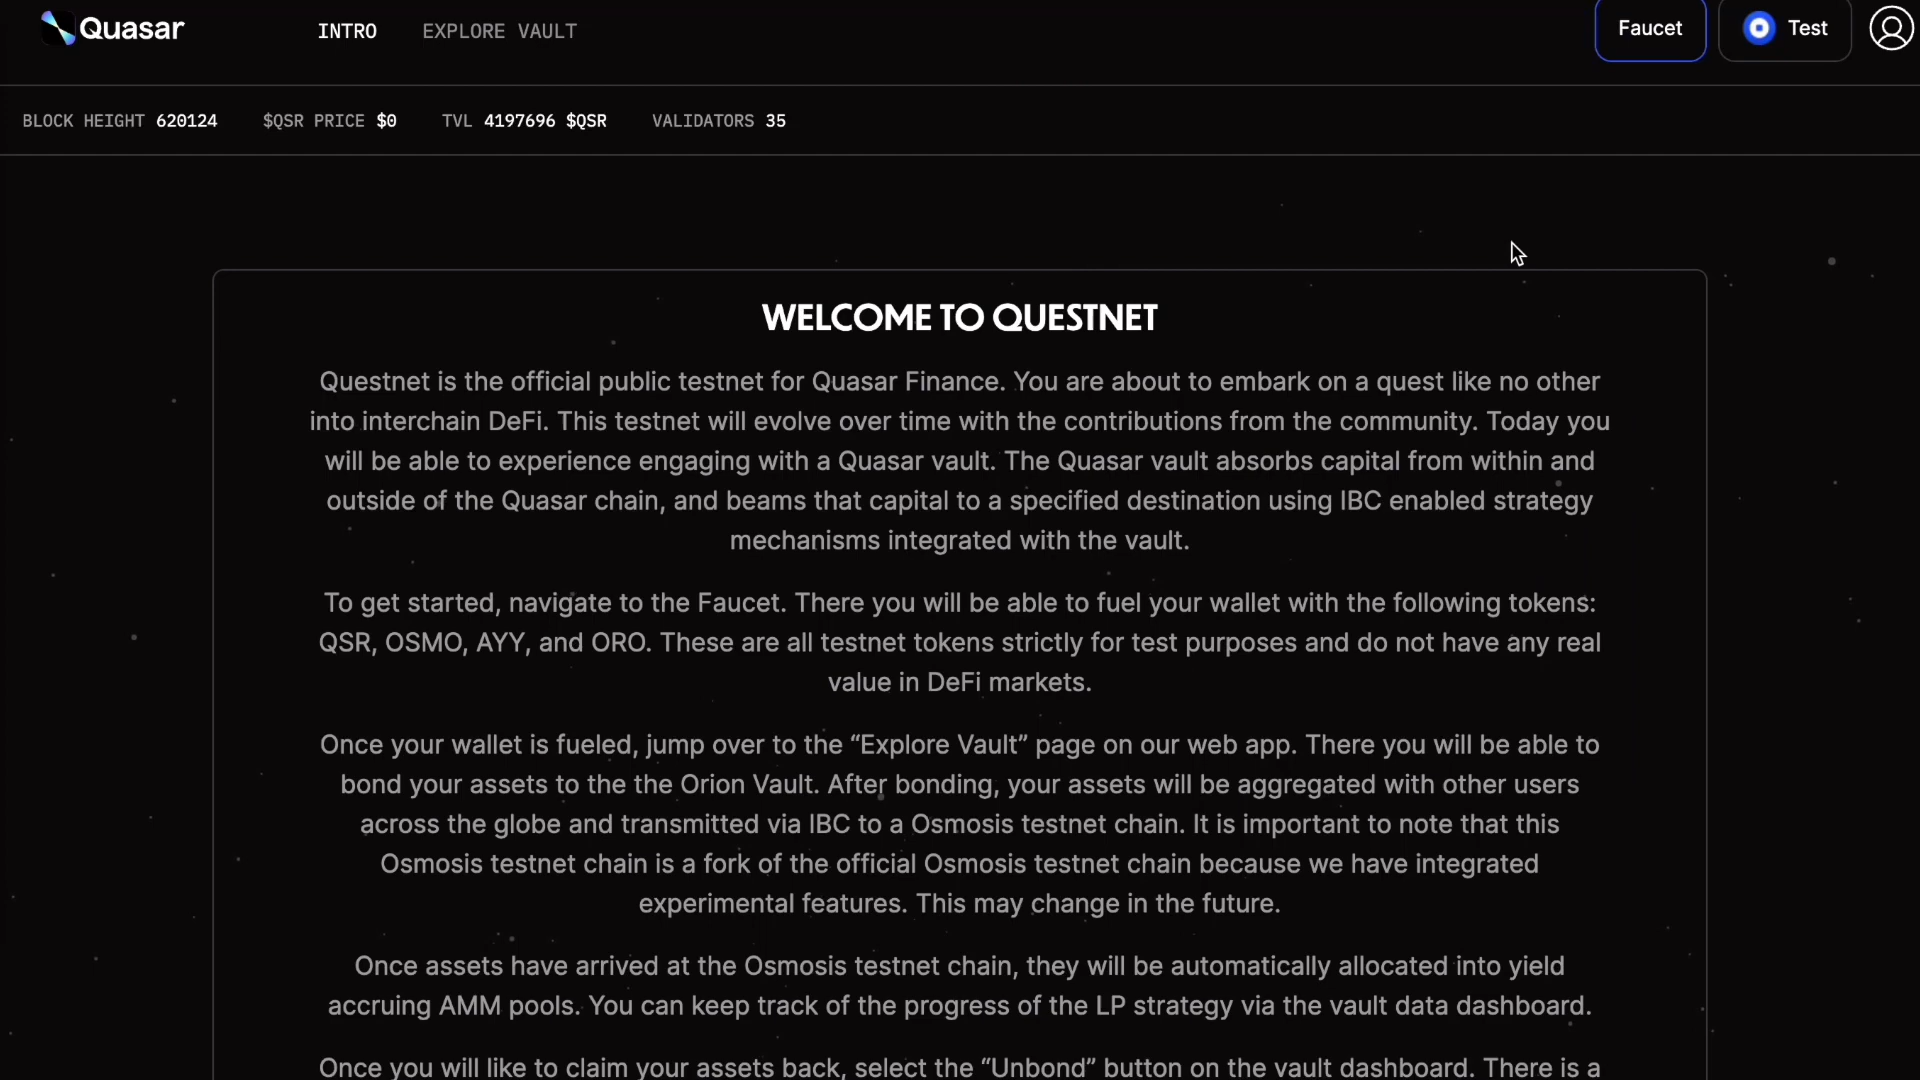 Quasar
INTRO
EXPLORE VAULT
Faucet
Test
BLOCK HEIGHT 620124
$QSR PRICE $0
TVL 4197696 $QSR
VALIDATORS 35
WELCOME TO QUESTNET
Questnet is the official public testnet for Quasar Finance. You are about to embark on a quest like no other
into interchain DeFi. This testnet will evolve over time with the contributions from the community. Today you
will be able to experience engaging with a Quasar vault. The Quasar vault absorbs capital from within and
outside of the Quasar chain, and beams that capital to a specified destination using IBC enabled strategy
mechanisms integrated with the vault.
To get started, navigate to the Faucet. There you will be able to fuel your wallet with the following tokens:
QSR, OSMO, AYY, and ORO. These are all testnet tokens strictly for test purposes and do not have any real
value in DeFi markets.
Once your wallet is fueled, jump over to the “Explore Vault” page on our web app. There you will be able to
bond your assets to the the Orion Vault. After bonding, your assets will be aggregated with other users
across the globe and transmitted via IBC to a Osmosis testnet chain. It is important to note that this
Osmosis testnet chain is a fork of the official Osmosis testnet chain because we have integrated
experimental features. This may change in the future.
Once assets have arrived at the Osmosis testnet chain, they will be automatically allocated into yield
accruing AMM pools. You can keep track of the progress of the LP strategy via the vault data dashboard.
Once you will like to claim your assets back, select the “Unbond” button on the vault dashboard. There is a